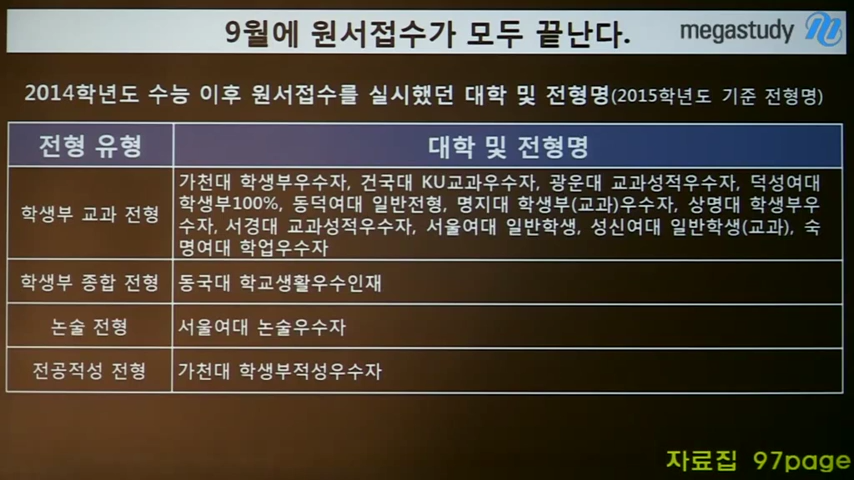 9월에 원서접수가 모두 끝난다.
megastudy
2014학년도 수능 이후 원서접수를 실시했던 대학 및 전형명(2015학년도 기준 전형명)
전형 유형
대학 및 전형명
학생부 교과 전형
가천대 학생부우수자, 건국대 KU교과우수자, 광운대 교과성적우수자, 덕성여대
학생부100%, 동덕여대 일반전형, 명지대 학생부(교과)우수자, 상명대 학생부우
수자, 서경대 교과성적우수자, 서울여대 일반학생, 성신여대 일반학생(교과), 숙
명여대 학업우수자
학생부 종합 전형
동국대 학교생활우수인재
논술 전형
서울여대 논술우수자
전공적성 전형
가천대 학생부적성우수자
자료집 97page